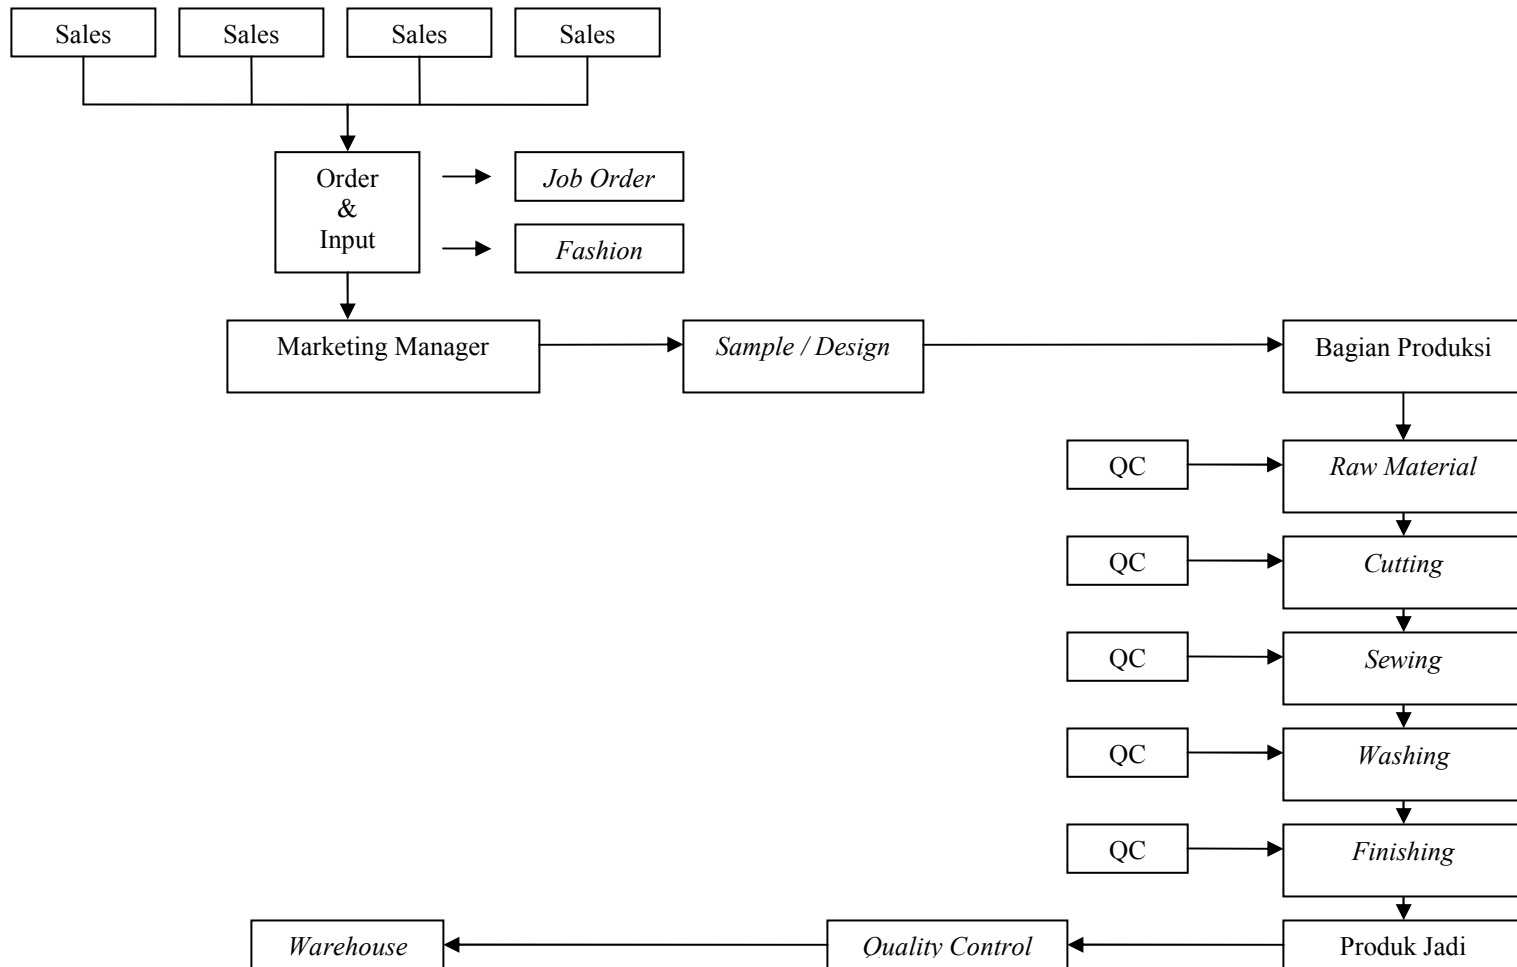 Sales
Sales
Sales
Sales
Order
&
Input
Job Order
Fashion
Marketing Manager
Sample / Design
Bagian Produksi
QC
Raw Material
QC
Cutting
QC
Sewing
QC
Washing
QC
Finishing
Warehouse
Quality Control
Produk Jadi